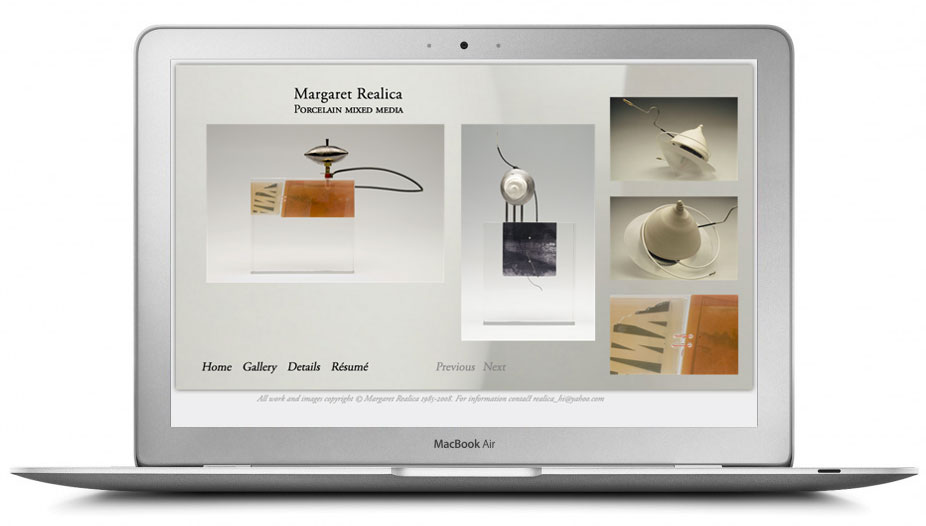 Margaret Realica
Porcelain mixed media
Home Gallery Details Résumé Previous Next
All work and images copyright © Margaret Realica 1985-2008. For information contact realica_ht@yahoo.com
MacBook Air